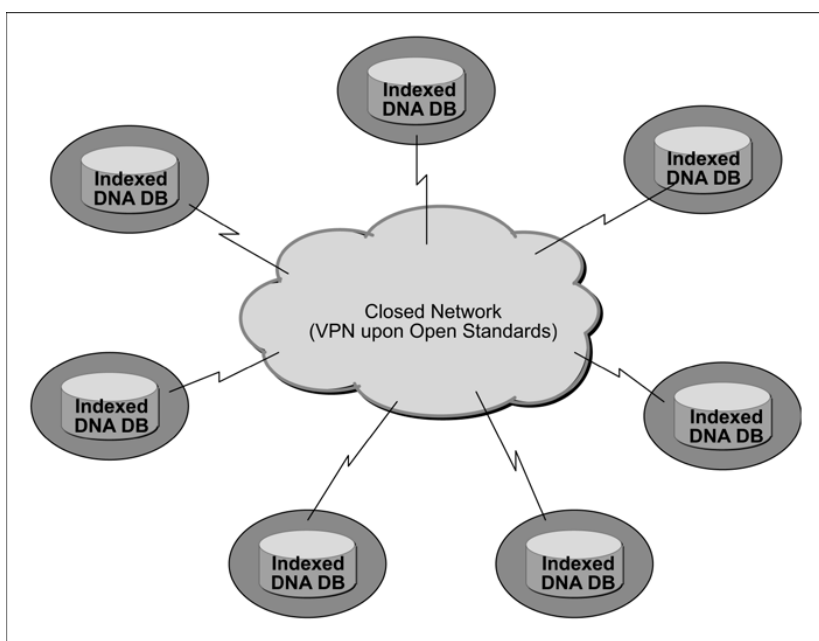 Indexed
DNA DB
Indexed
DNA DB
Indexed
DNA DB
Closed Network
(VPN upon Open Standards)
Indexed
DNA DB
Indexed
DNA DB
Indexed
DNA DB
Indexed
DNA DB